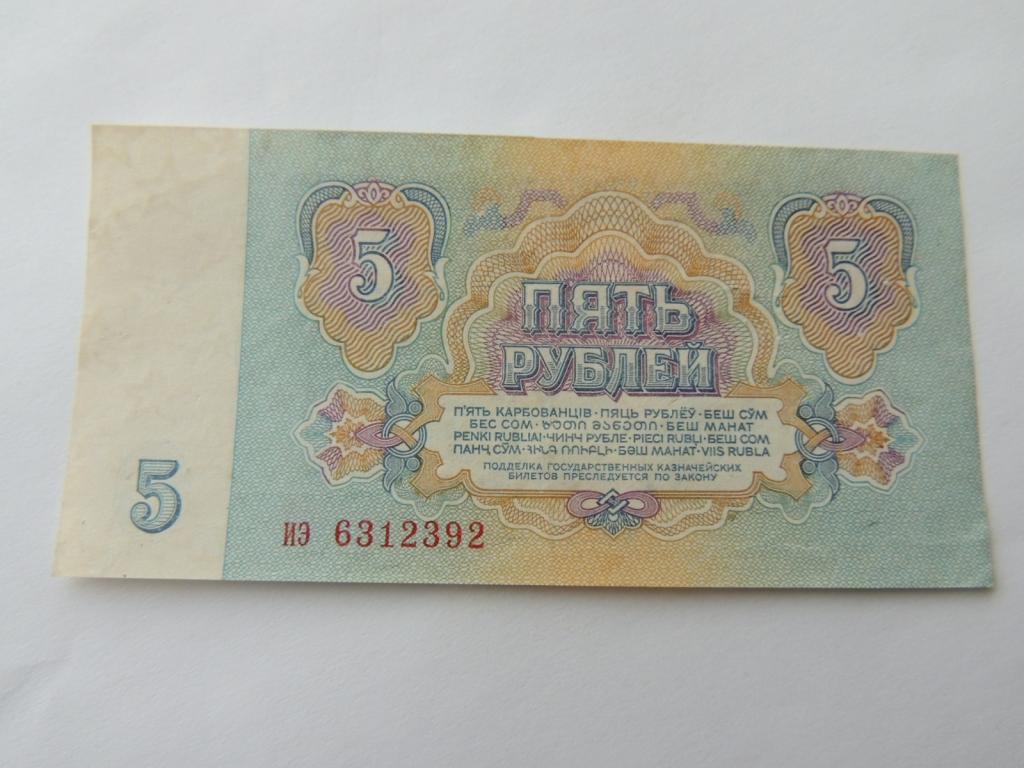 5 5
ПЯТЬ
РУБЛЕЙ
П'ЯТЬ КАРБОВАНЦІВ·ПЯЦЬ РУБЛЁЎ·БЕШ СЎМ
БЕС СОМ·ᲮᲣᲗᲘ ᲛᲐᲜᲔᲗᲘ·БЕШ МАНАТ
PENKI RUBLIAI·ЧИНЧ РУБЛЕ·PIECI RUBĻI·БЕШ СОМ
ПАНҶ СЎМ·ՀԻՆԳ ՌՈՒԲԼԻ·БӘШ МАНАТ·VIIS RUBLA
ПОДДЕЛКА ГОСУДАРСТВЕННЫХ КАЗНАЧЕЙСКИХ
БИЛЕТОВ ПРЕСЛЕДУЕТСЯ ПО ЗАКОНУ
5
ИЭ 6312392